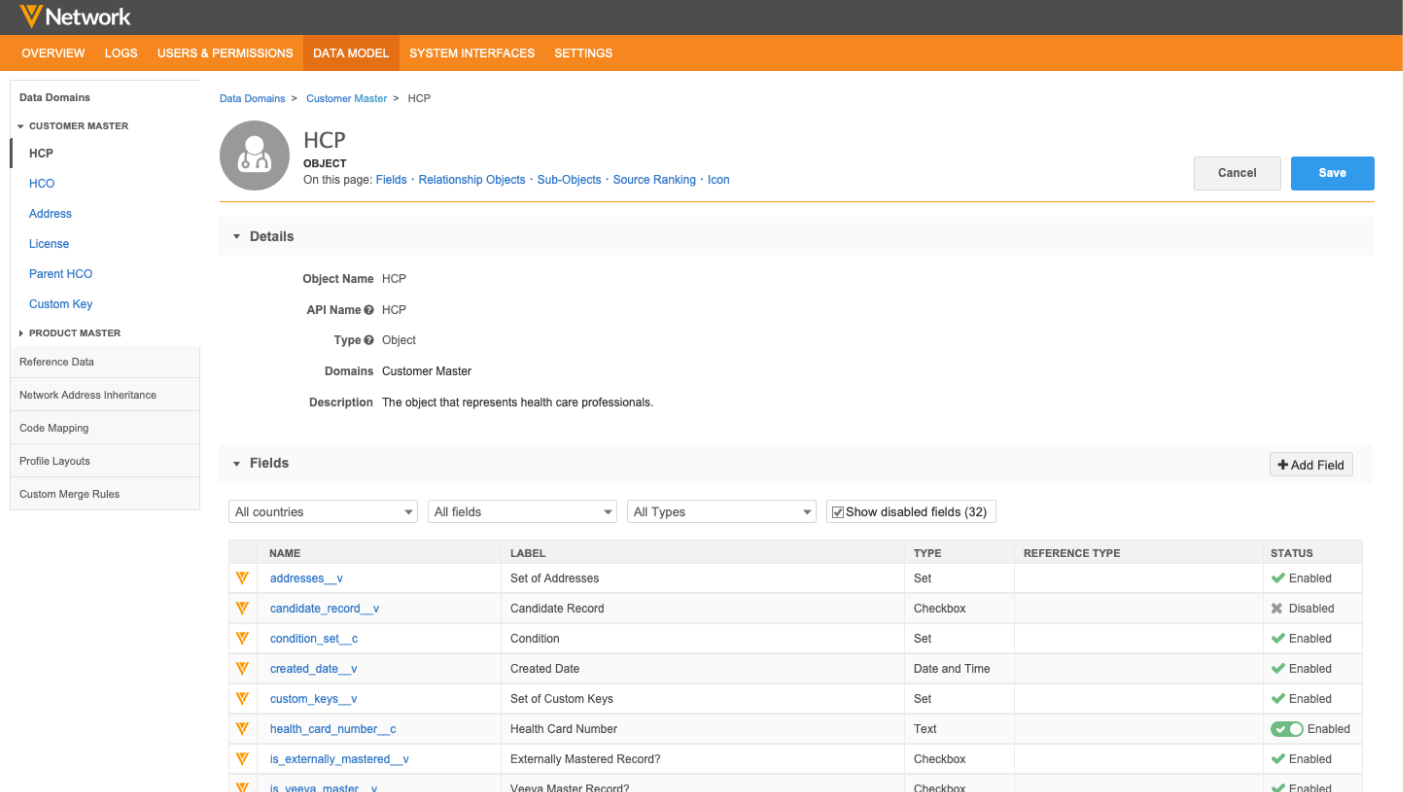 Network
OVERVIEW LOGS USERS & PERMISSIONS DATA MODEL SYSTEM INTERFACES SETTINGS
Data Domains
CUSTOMER MASTER
HCP
HCO
Address
License
Parent HCO
Custom Key
PRODUCT MASTER
Reference Data
Network Address Inheritance
Code Mapping
Profile Layouts
Custom Merge Rules
Data Domains > Customer Master > HCP
HCP
OBJECT
On this page: Fields · Relationship Objects · Sub-Objects · Source Ranking · Icon
Cancel Save
Details
Object Name HCP
API Name HCP
Type Object
Domains Customer Master
Description The object that represents health care professionals.
Fields
Add Field
All countries All fields All Types Show disabled fields (32)
NAME LABEL TYPE REFERENCE TYPE STATUS
addresses__v Set of Addresses Set Enabled
candidate_record__v Candidate Record Checkbox Disabled
condition_set__c Condition Set Enabled
created_date__v Created Date Date and Time Enabled
custom_keys__v Set of Custom Keys Set Enabled
health_card_number__c Health Card Number Text Enabled
is_externally_mastered__v Externally Mastered Record? Checkbox Enabled
is_veeva_master__v Veeva Master Record? Checkbox Enabled